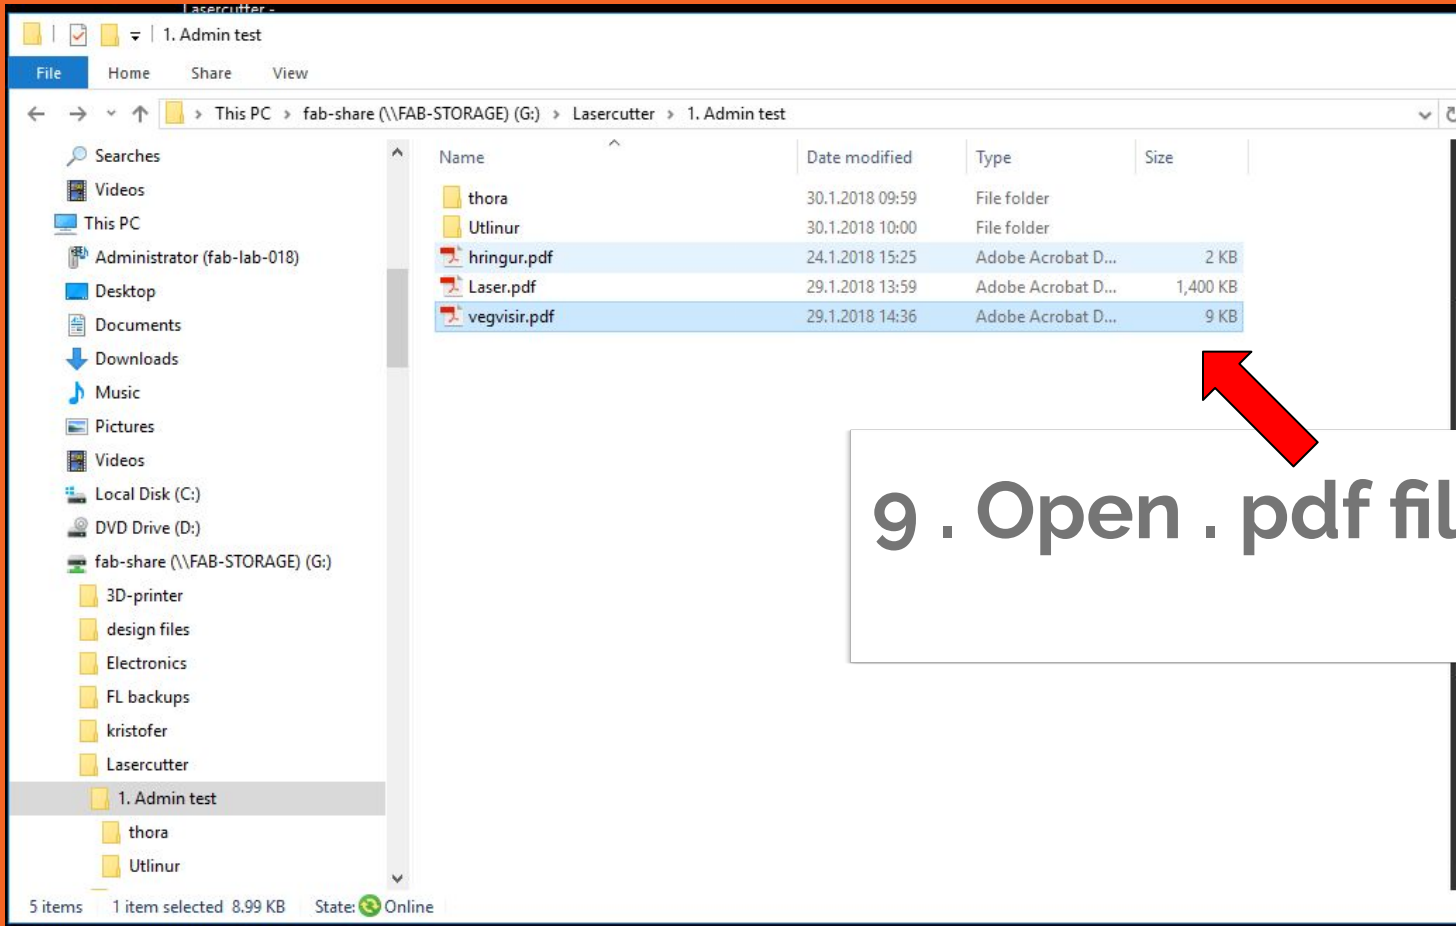 Lasercutter -
1. Admin test
File Home Share View
This PC > fab-share (\\FAB-STORAGE) (G:) > Lasercutter > 1. Admin test
Searches
Videos
This PC
Administrator (fab-lab-018)
Desktop
Documents
Downloads
Music
Pictures
Videos
Local Disk (C:)
DVD Drive (D:)
fab-share (\\FAB-STORAGE) (G:)
3D-printer
design files
Electronics
FL backups
kristofer
Lasercutter
1. Admin test
thora
Utlinur
Name Date modified Type Size
thora 30.1.2018 09:59 File folder
Utlinur 30.1.2018 10:00 File folder
hringur.pdf 24.1.2018 15:25 Adobe Acrobat D... 2 KB
Laser.pdf 29.1.2018 13:59 Adobe Acrobat D... 1,400 KB
vegvisir.pdf 29.1.2018 14:36 Adobe Acrobat D... 9 KB
9 . Open . pdf fil
5 items 1 item selected 8.99 KB State: Online